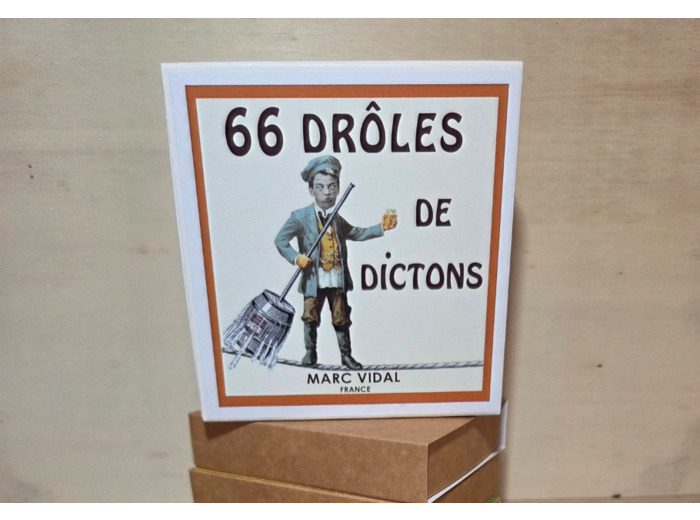 66 DRÔLES
DE
DICTONS
MARC VIDAL
FRANCE